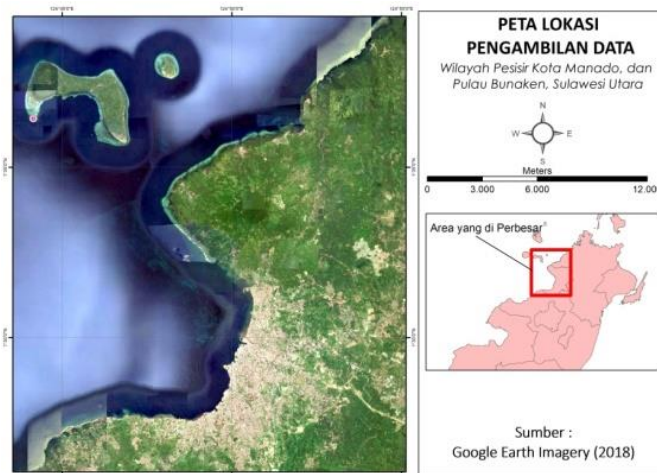 PETA LOKASI
PENGAMBILAN DATA
Wilayah Pesisir Kota Manado, dan
Pulau Bunaken, Sulawesi Utara
N
W
E
S
Meters
0 3.000 6.000 12.000
Area yang di Perbesar
Sumber :
Google Earth Imagery (2018)